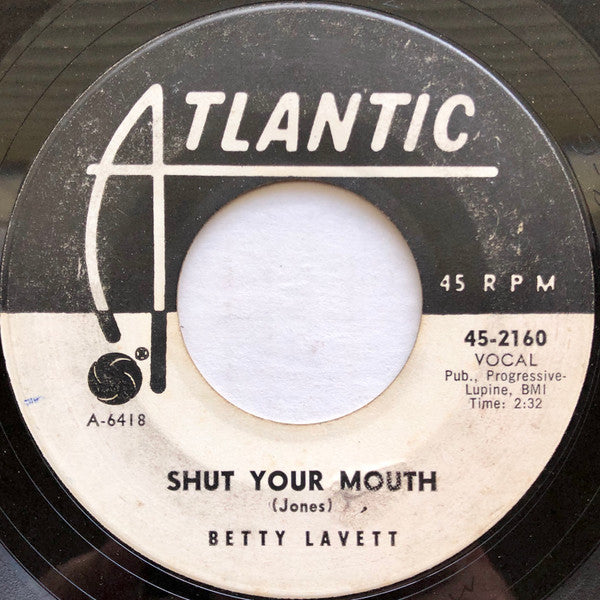 ATLANTIC
45 RPM
45-2160
VOCAL
Pub., Progressive-
Lupine, BMI
Time: 2:32
®
A-6418
SHUT YOUR MOUTH
(Jones)
BETTY LAVETT